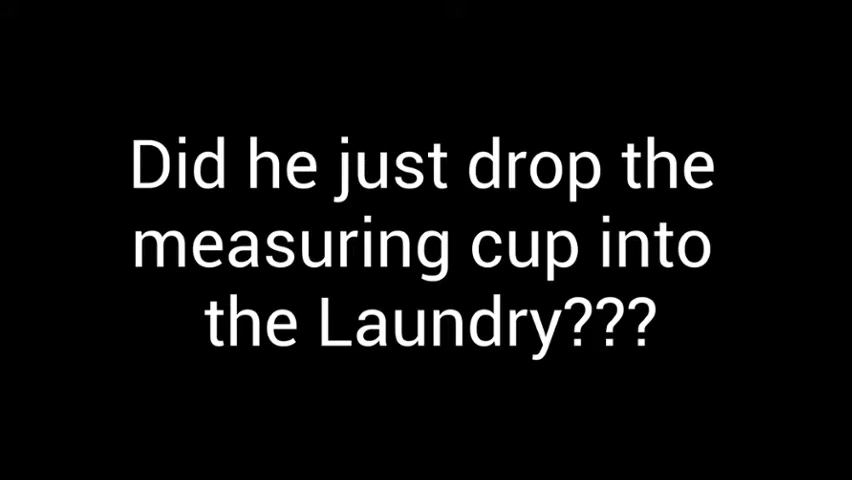 Did he just drop the
measuring cup into
the Laundry???